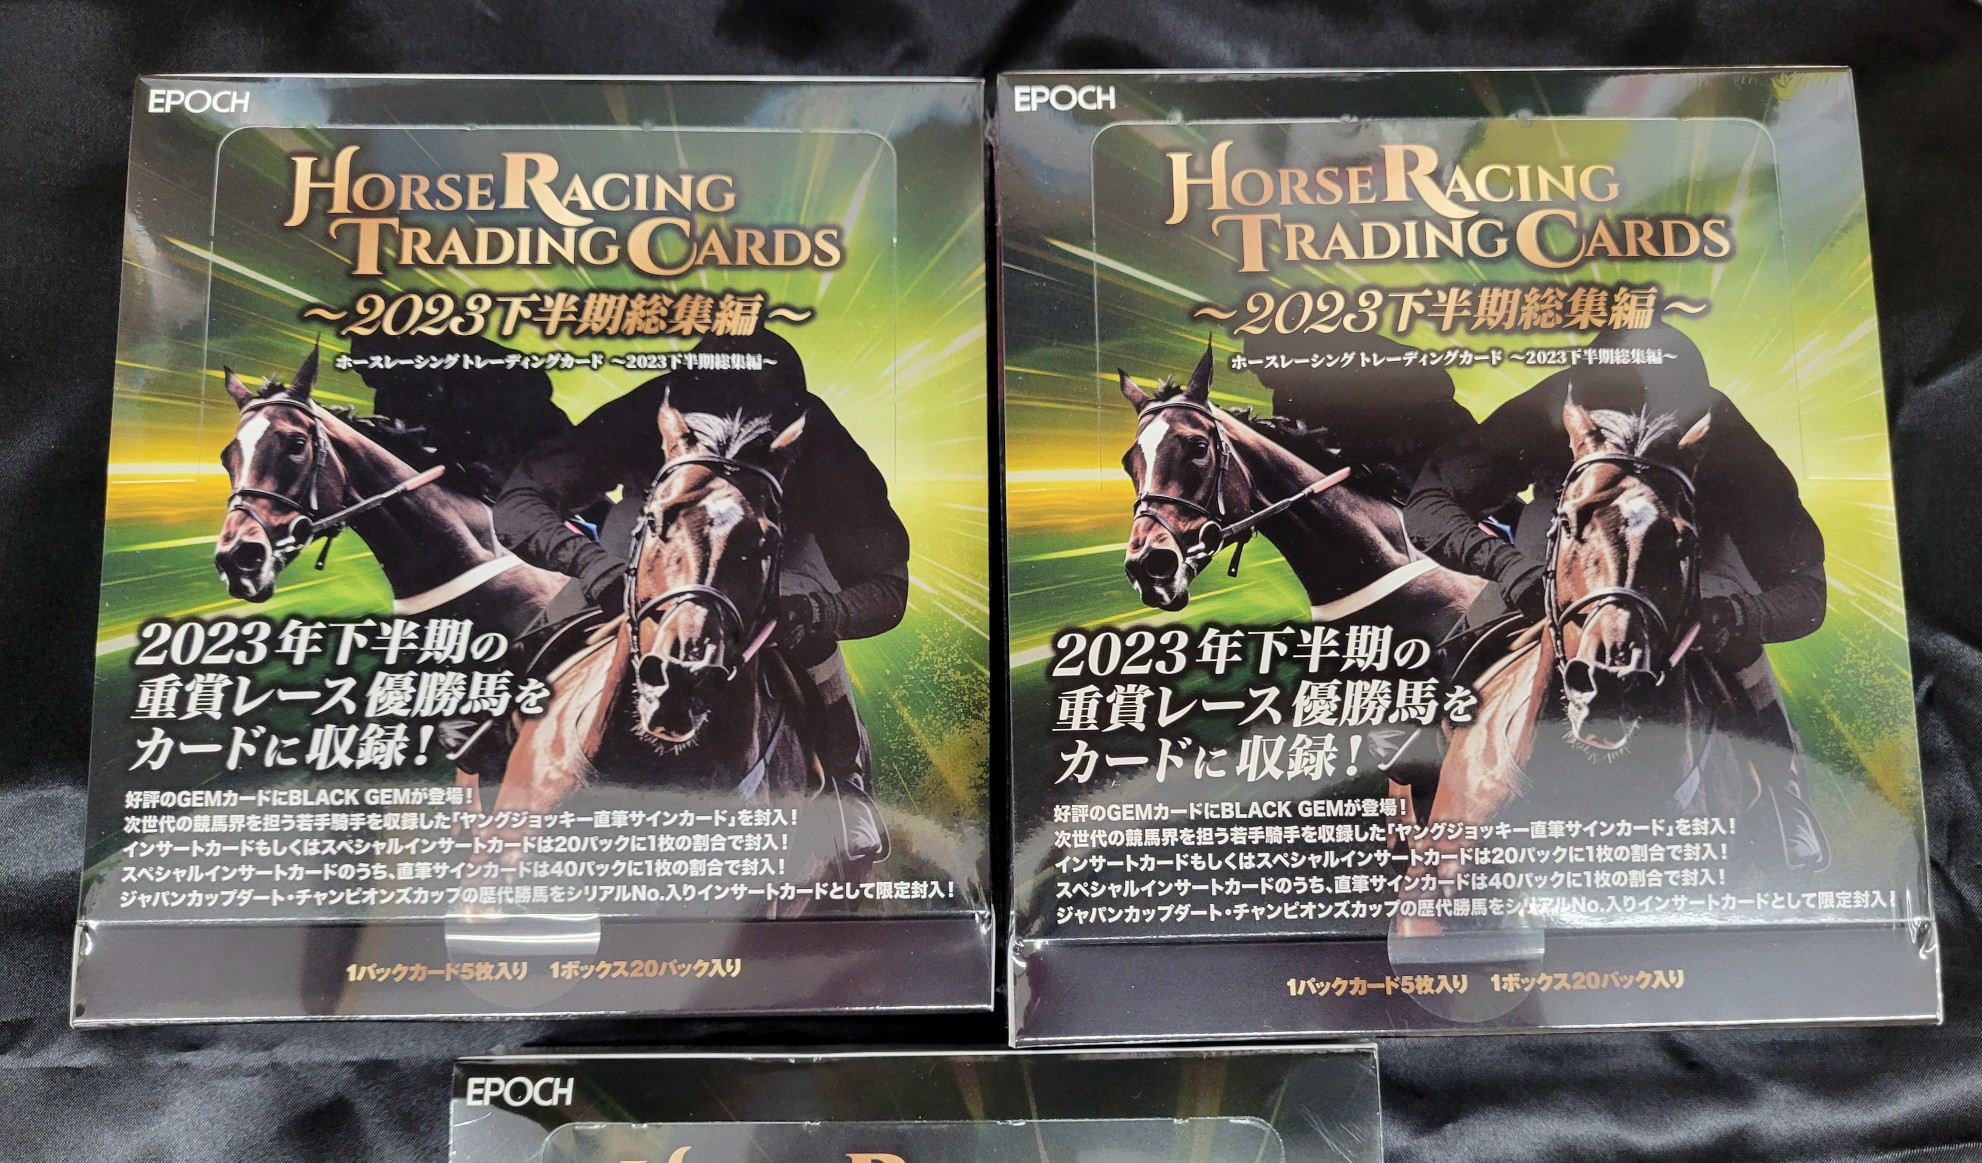 EPOCH
HORSE RACING
TRADING CARDS
～2023下半期総集編～
ホースレーシングトレーディングカード ～2023下半期総集編～
2023年下半期の
重賞レース優勝馬を
カードに収録！
好評のGEMカードにBLACK GEMが登場！
次世代の競馬界を担う若手騎手を収録した「ヤングジョッキー直筆サインカード」を封入！
インサートカードもしくはスペシャルインサートカードは20パックに1枚の割合で封入！
スペシャルインサートカードのうち、直筆サインカードは40パックに1枚の割合で封入！
ジャパンカップダート・チャンピオンズカップの歴代勝馬をシリアルNo.入りインサートカードとして限定封入！
1パックカード5枚入り 1ボックス20パック入り
EPOCH
HORSE RACING
TRADING CARDS
～2023下半期総集編～
ホースレーシングトレーディングカード ～2023下半期総集編～
2023年下半期の
重賞レース優勝馬を
カードに収録！
好評のGEMカードにBLACK GEMが登場！
次世代の競馬界を担う若手騎手を収録した「ヤングジョッキー直筆サインカード」を封入！
インサートカードもしくはスペシャルインサートカードは20パックに1枚の割合で封入！
スペシャルインサートカードのうち、直筆サインカードは40パックに1枚の割合で封入！
ジャパンカップダート・チャンピオンズカップの歴代勝馬をシリアルNo.入りインサートカードとして限定封入！
1パックカード5枚入り 1ボックス20パック入り
EPOCH